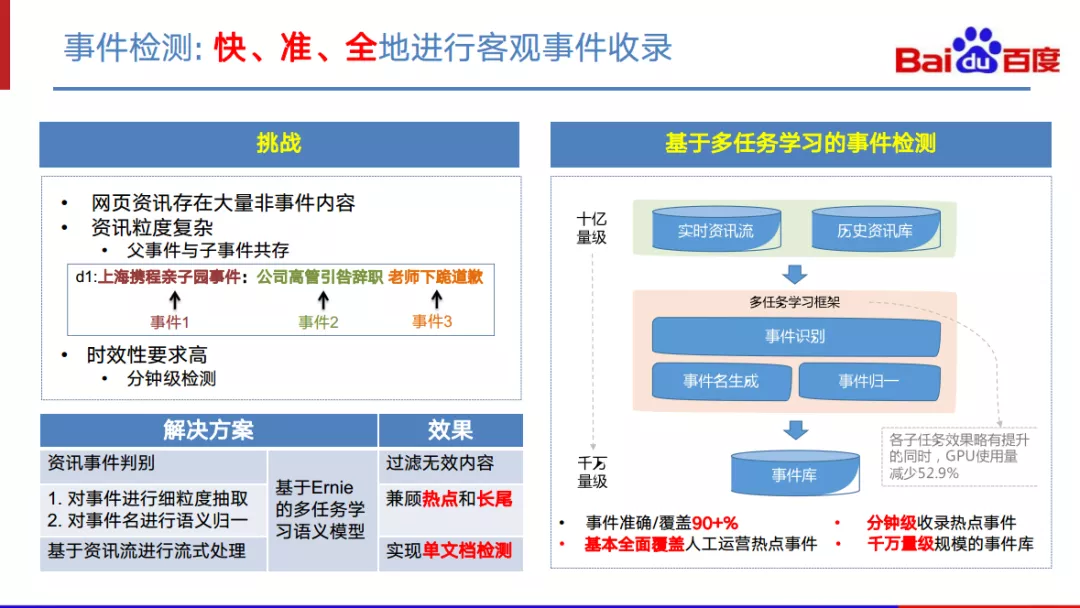 事件检测: 快、准、全地进行客观事件收录
Bai du 百度
挑战
• 网页资讯存在大量非事件内容
• 资讯粒度复杂
• 父事件与子事件共存
d1:上海携程亲子园事件：公司高管引咎辞职 老师下跪道歉
事件1 事件2 事件3
• 时效性要求高
• 分钟级检测
解决方案 效果
资讯事件判别
过滤无效内容
1. 对事件进行细粒度抽取
2. 对事件名进行语义归一
兼顾热点和长尾
基于Ernie
的多任务学
习语义模型
基于资讯流进行流式处理
实现单文档检测
基于多任务学习的事件检测
十亿
量级
实时资讯流 历史资讯库
多任务学习框架
事件识别
事件名生成 事件归一
各子任务效果略有提升
的同时，GPU使用量
减少52.9%
千万
量级
事件库
• 事件准确/覆盖90+%
• 基本全面覆盖人工运营热点事件
• 分钟级收录热点事件
• 千万量级规模的事件库